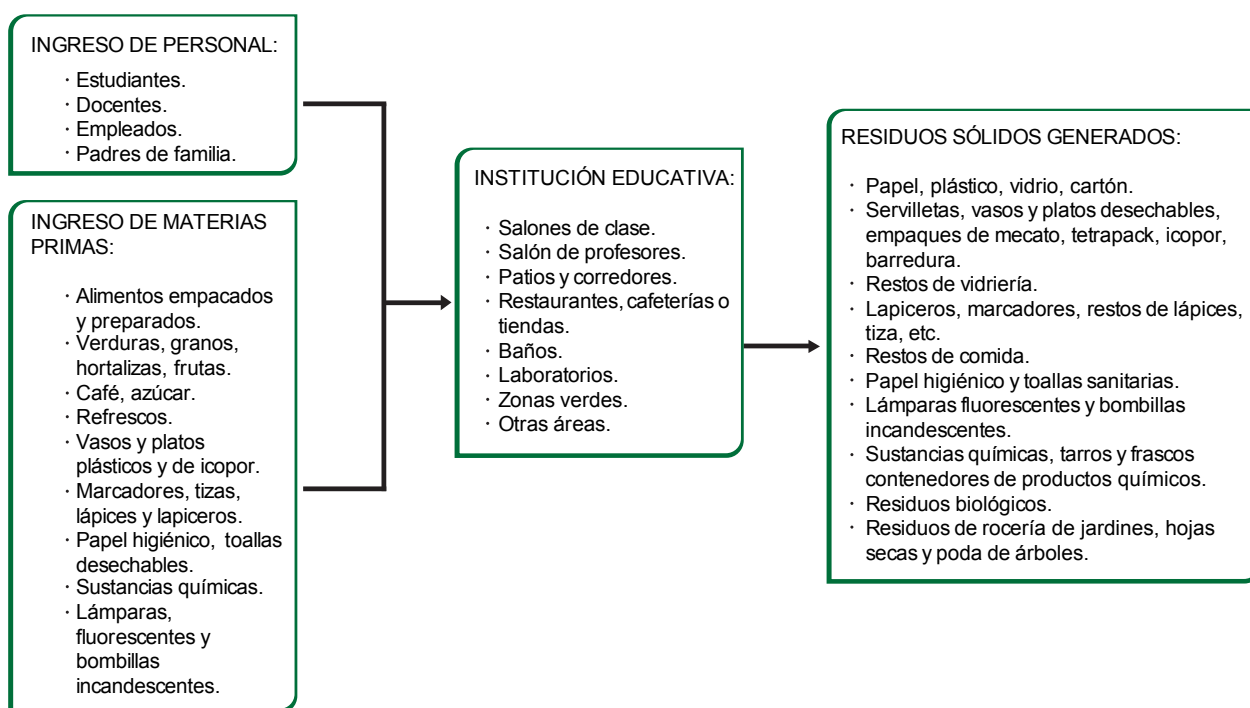 INGRESO DE PERSONAL:
· Estudiantes.
· Docentes.
· Empleados.
· Padres de familia.
INGRESO DE MATERIAS
PRIMAS:
· Alimentos empacados
y preparados.
· Verduras, granos,
hortalizas, frutas.
· Café, azúcar.
· Refrescos.
· Vasos y platos
plásticos y de icopor.
· Marcadores, tizas,
lápices y lapiceros.
· Papel higiénico, toallas
desechables.
· Sustancias químicas.
· Lámparas,
fluorescentes y
bombillas
incandescentes.
INSTITUCIÓN EDUCATIVA:
· Salones de clase.
· Salón de profesores.
· Patios y corredores.
· Restaurantes, cafeterías o
tiendas.
· Baños.
· Laboratorios.
· Zonas verdes.
· Otras áreas.
RESIDUOS SÓLIDOS GENERADOS:
· Papel, plástico, vidrio, cartón.
· Servilletas, vasos y platos desechables,
empaques de mecato, tetrapack, icopor,
barredura.
· Restos de vidriería.
· Lapiceros, marcadores, restos de lápices,
tiza, etc.
· Restos de comida.
· Papel higiénico y toallas sanitarias.
· Lámparas fluorescentes y bombillas
incandescentes.
· Sustancias químicas, tarros y frascos
contenedores de productos químicos.
· Residuos biológicos.
· Residuos de rocería de jardines, hojas
secas y poda de árboles.